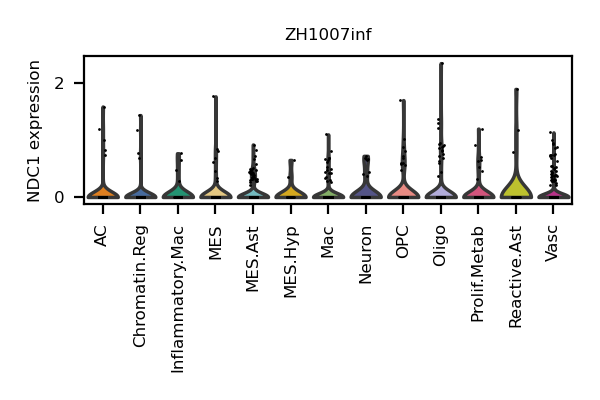 ZH1007inf
NDC1 expression
2
0
AC
Chromatin.Reg
Inflammatory.Mac
MES
MES.Ast
MES.Hyp
Mac
Neuron
OPC
Oligo
Prolif.Metab
Reactive.Ast
Vasc